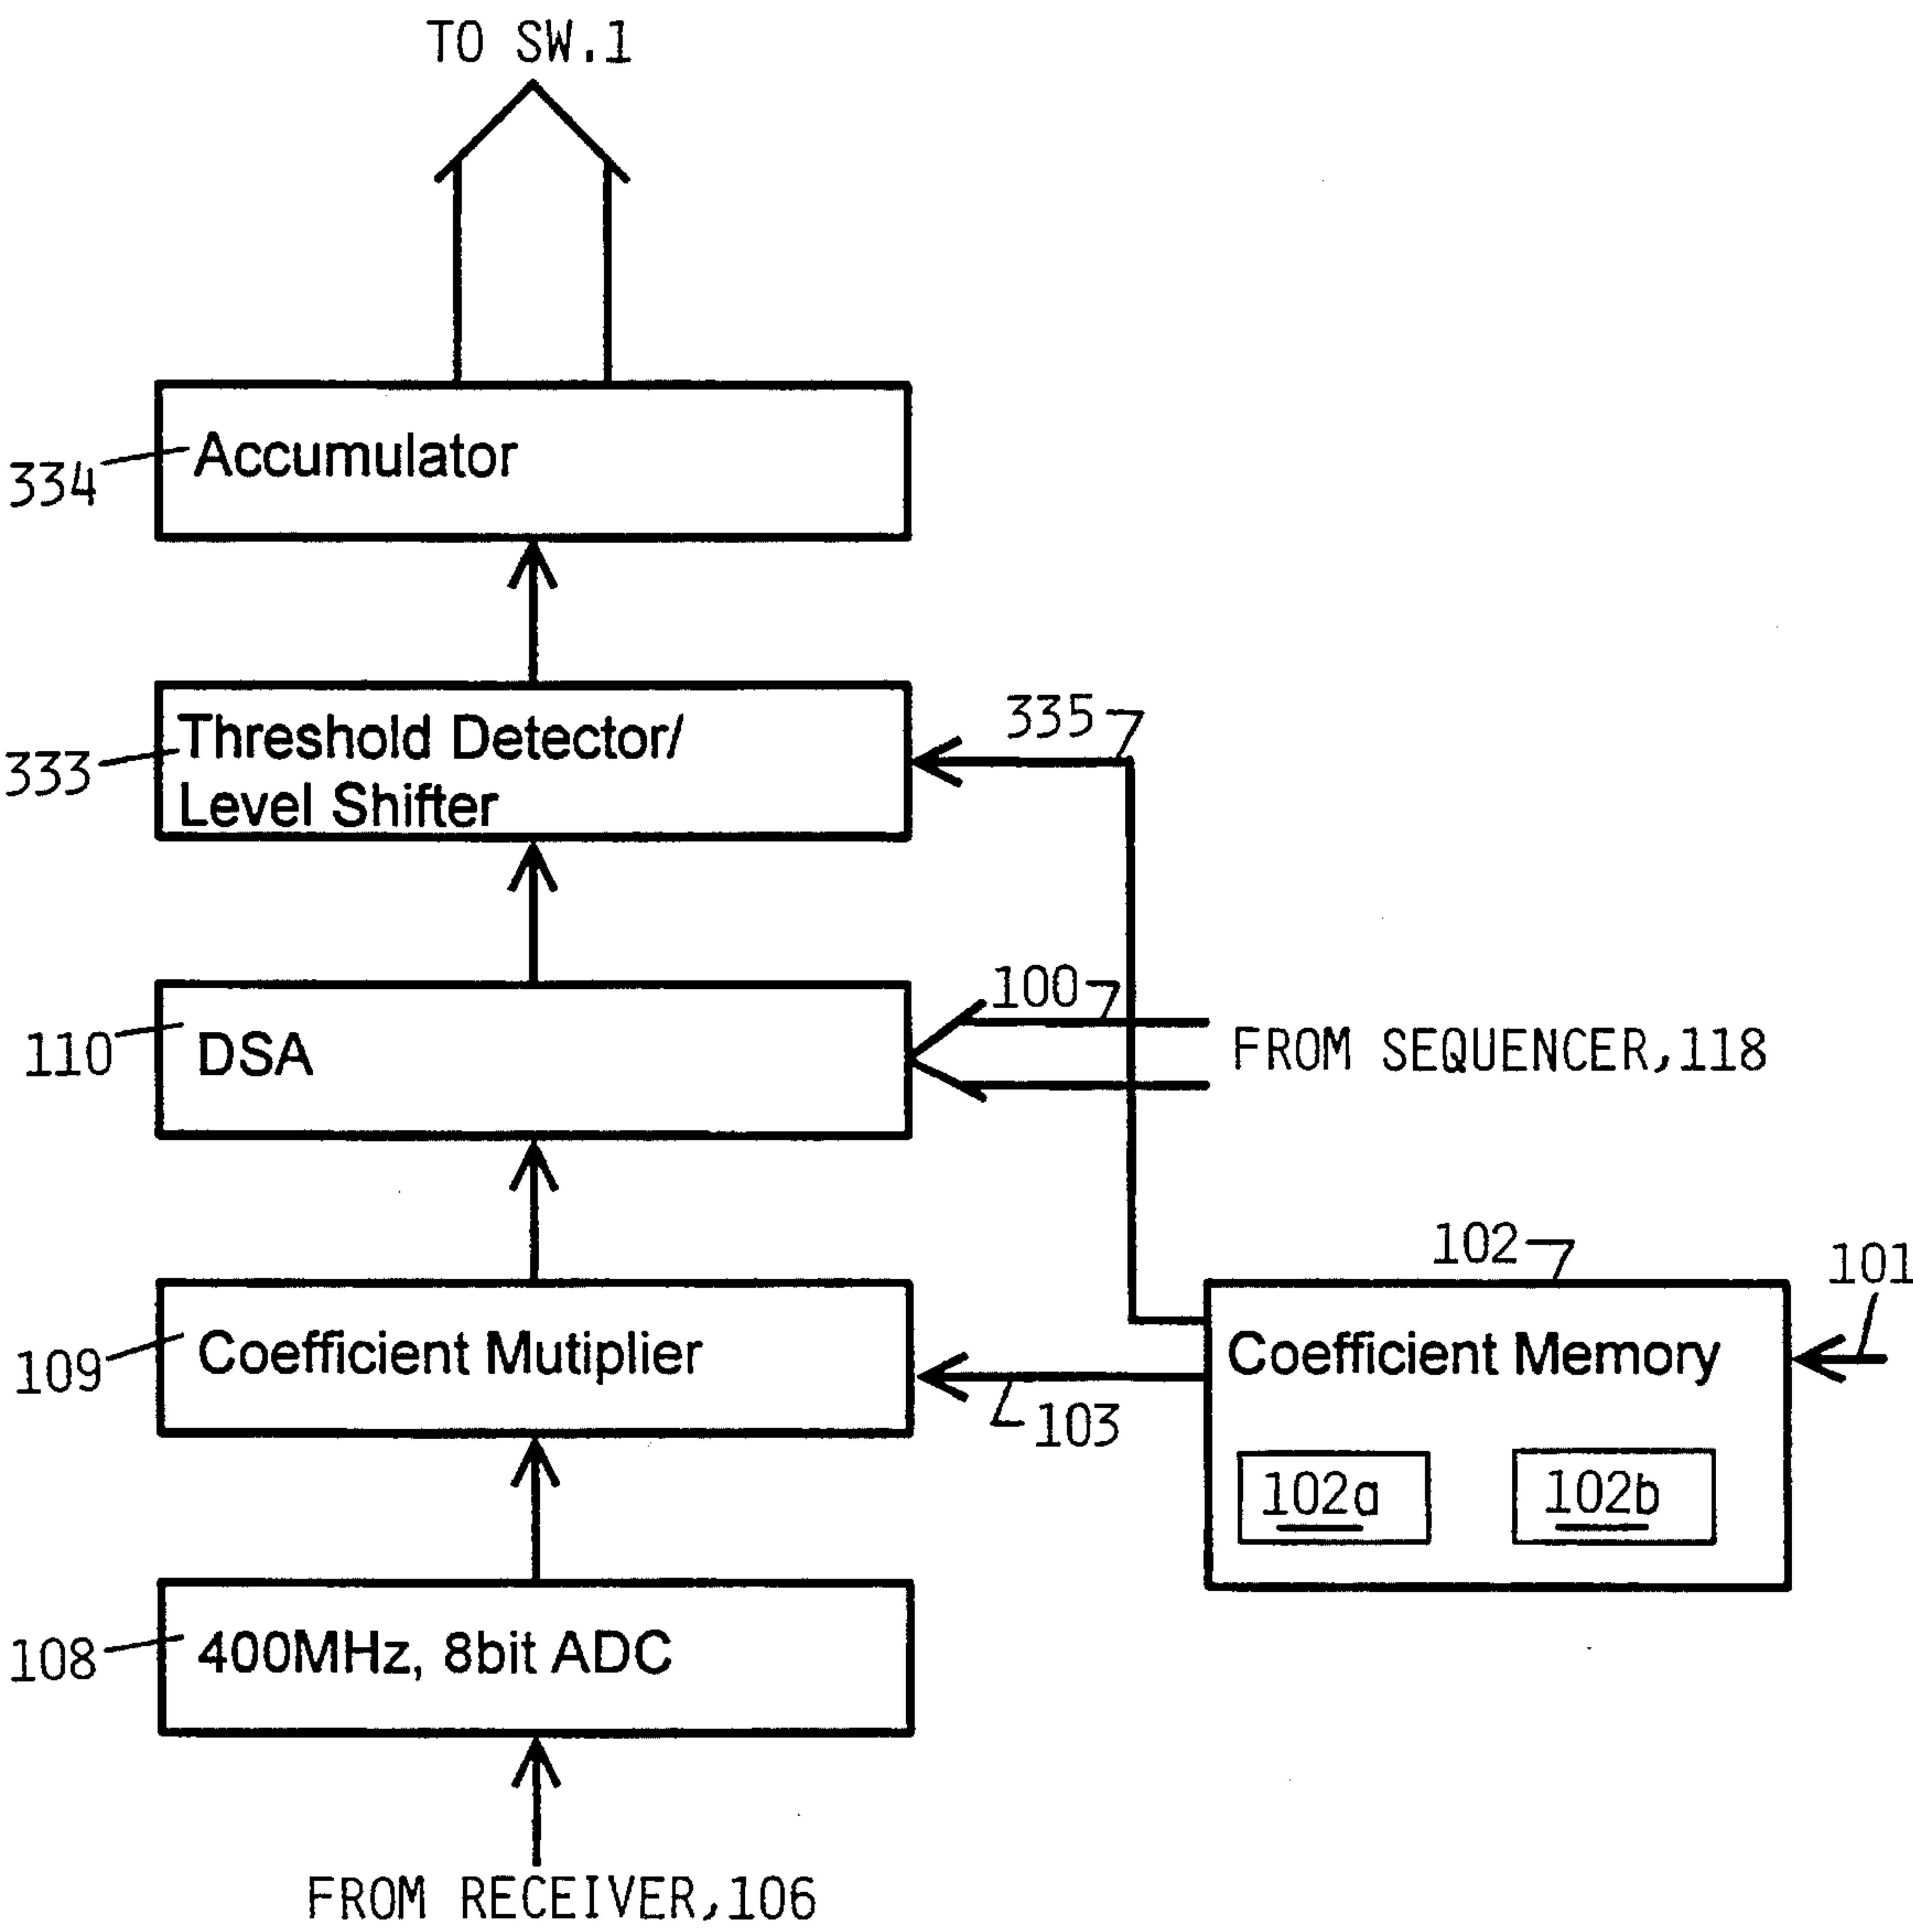 TO SW.1
Accumulator
334
335
Threshold Detector/
Level Shifter
333
100
FROM SEQUENCER,118
110
DSA
102
101
Coefficient Mutiplier
109
Coefficient Memory
103
102a
102b
400MHz, 8bit ADC
108
FROM RECEIVER,106